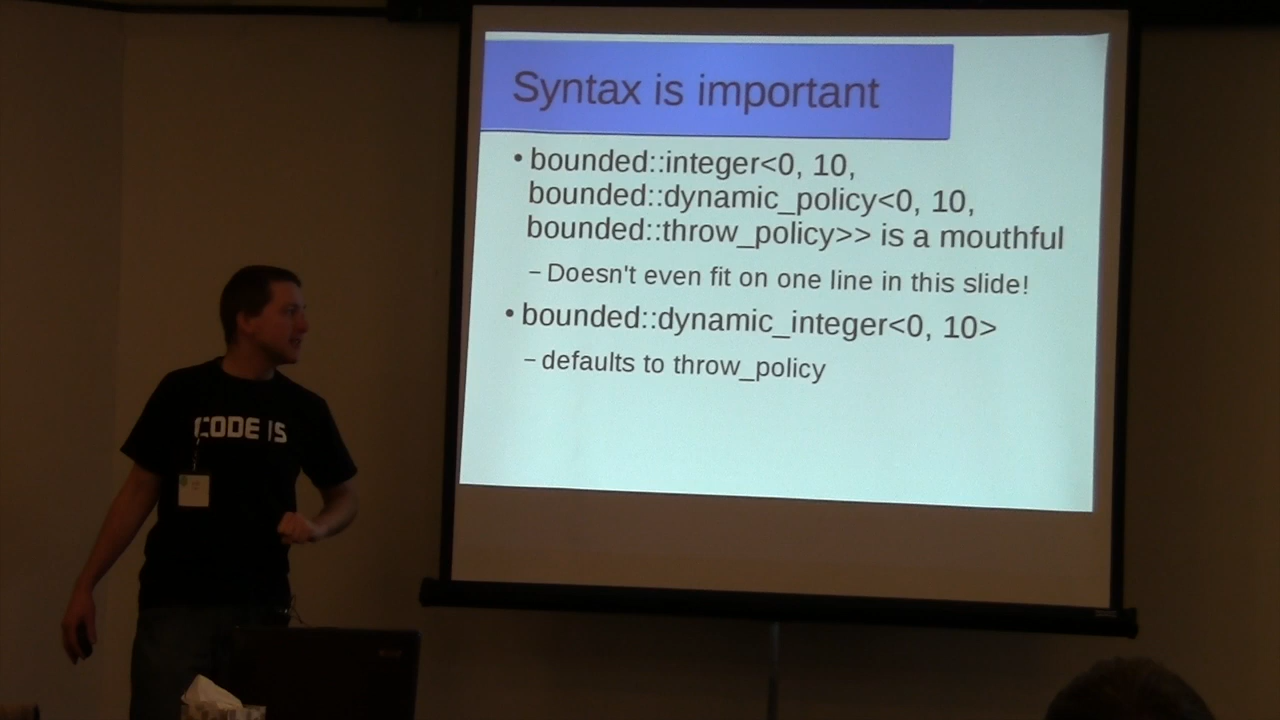 Syntax is important
• bounded::integer<0, 10,
bounded::dynamic_policy<0, 10,
bounded::throw_policy>> is a mouthful
– Doesn't even fit on one line in this slide!
• bounded::dynamic_integer<0, 10>
– defaults to throw_policy
CODE IS